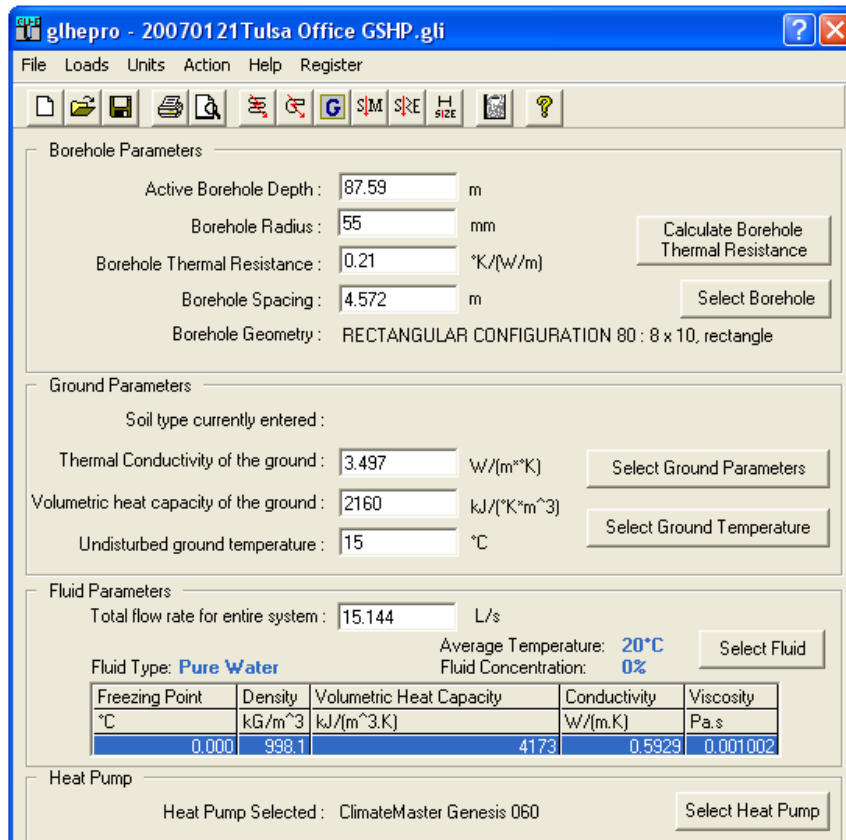 glhepro - 20070121Tulsa Office GSHP.gli
File Loads Units Action Help Register
G S|M S|RE H SIZE
Borehole Parameters
Active Borehole Depth : 87.59 m
Borehole Radius : 55 mm
Calculate Borehole Thermal Resistance
Borehole Thermal Resistance : 0.21 °K/(W/m)
Borehole Spacing : 4.572 m Select Borehole
Borehole Geometry : RECTANGULAR CONFIGURATION 80 : 8 x 10, rectangle
Ground Parameters
Soil type currently entered :
Thermal Conductivity of the ground : 3.497 W/(m*°K) Select Ground Parameters
Volumetric heat capacity of the ground : 2160 kJ/(°K*m^3)
Select Ground Temperature
Undisturbed ground temperature : 15 °C
Fluid Parameters
Total flow rate for entire system : 15.144 L/s
Average Temperature: 20°C Select Fluid
Fluid Type: Pure Water Fluid Concentration: 0%
Freezing Point Density Volumetric Heat Capacity Conductivity Viscosity
°C kG/m^3 kJ/(m^3.K) W/(m.K) Pa.s
0.000 998.1 4173 0.5929 0.001002
Heat Pump
Heat Pump Selected : ClimateMaster Genesis 060 Select Heat Pump